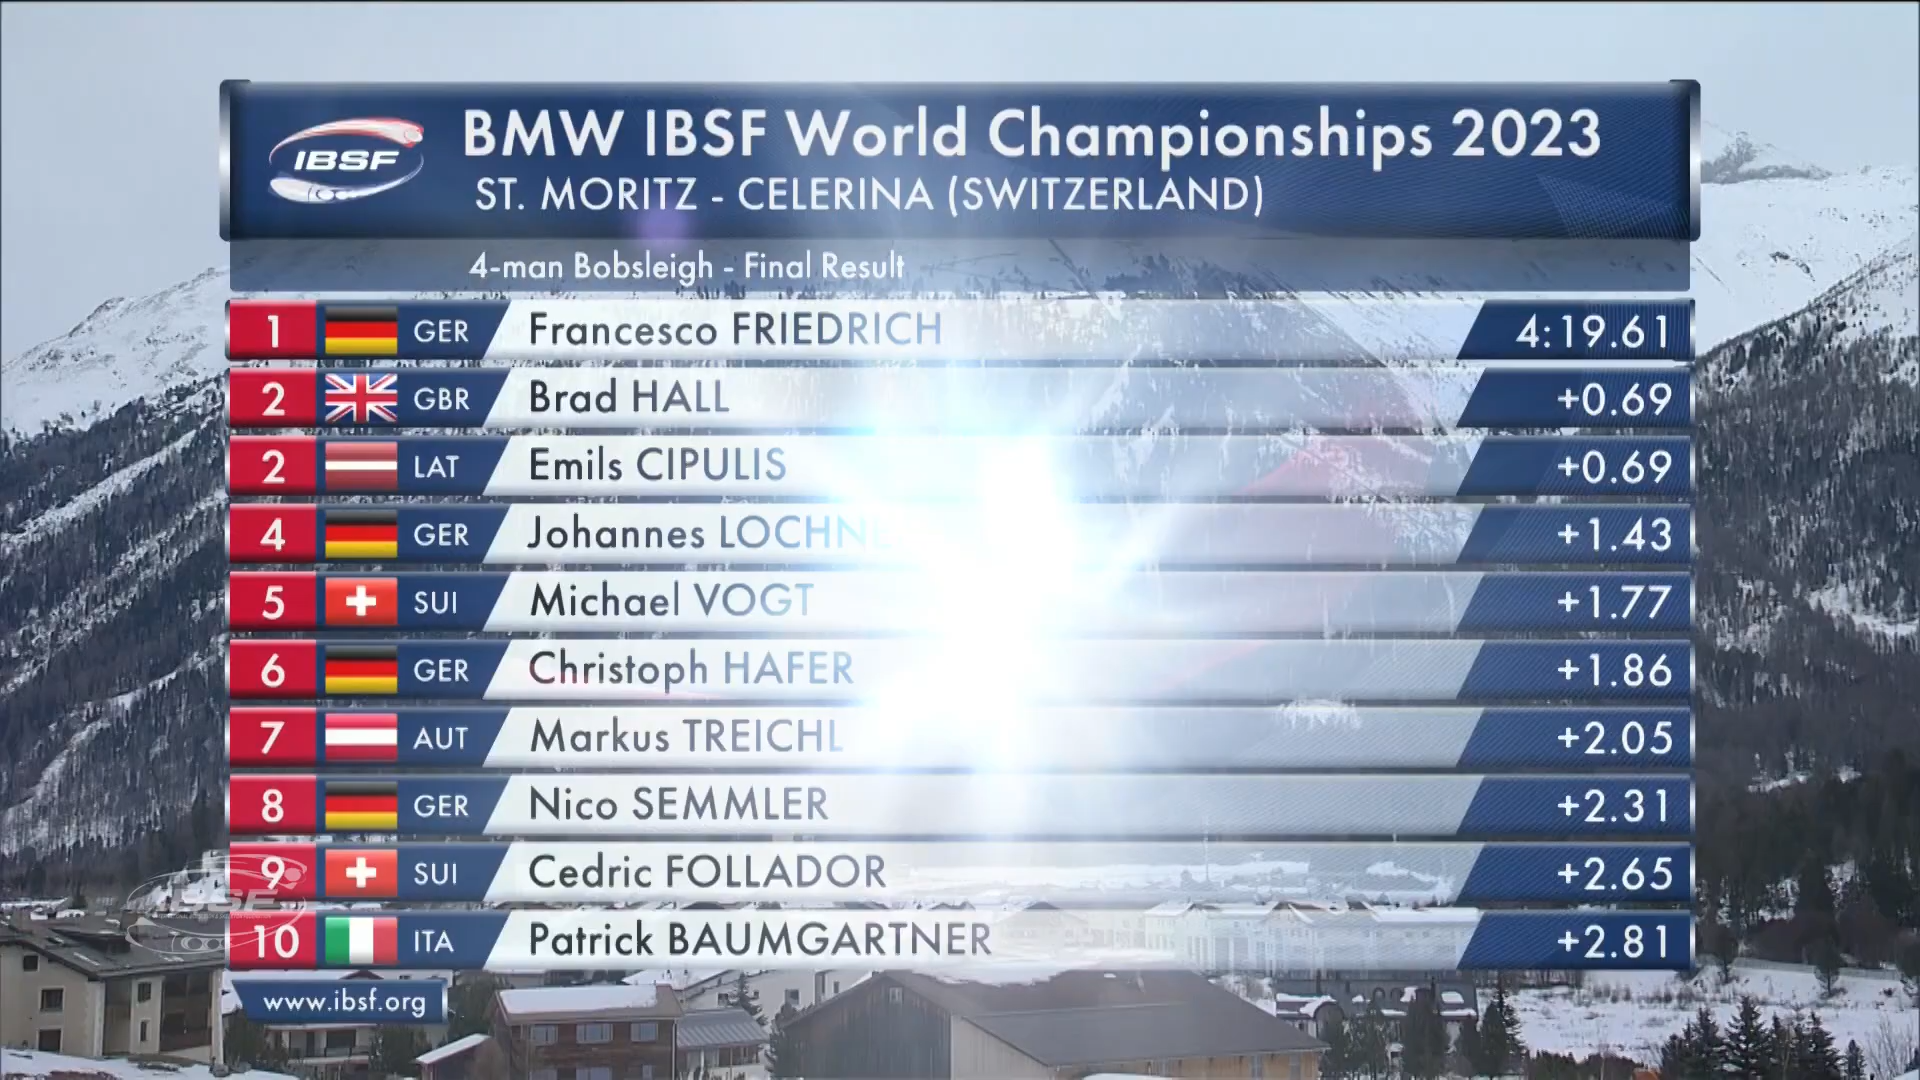 IBSF
BMW IBSF World Championships 2023
ST. MORITZ - CELERINA (SWITZERLAND)
4-man Bobsleigh - Final Result
1 GER Francesco FRIEDRICH 4:19.61
2 GBR Brad HALL +0.69
2 LAT Emils CIPULIS +0.69
4 GER Johannes +1.43
5 SUI Michael VOGT +1.77
6 GER Christoph HAFER +1.86
7 AUT Markus TREICHL +2.05
8 GER Nico SEMMLER +2.31
9 SUI Cedric FOLLADOR +2.65
10 ITA Patrick BAUMGARTNER +2.81
IBSF
www.ibsf.org